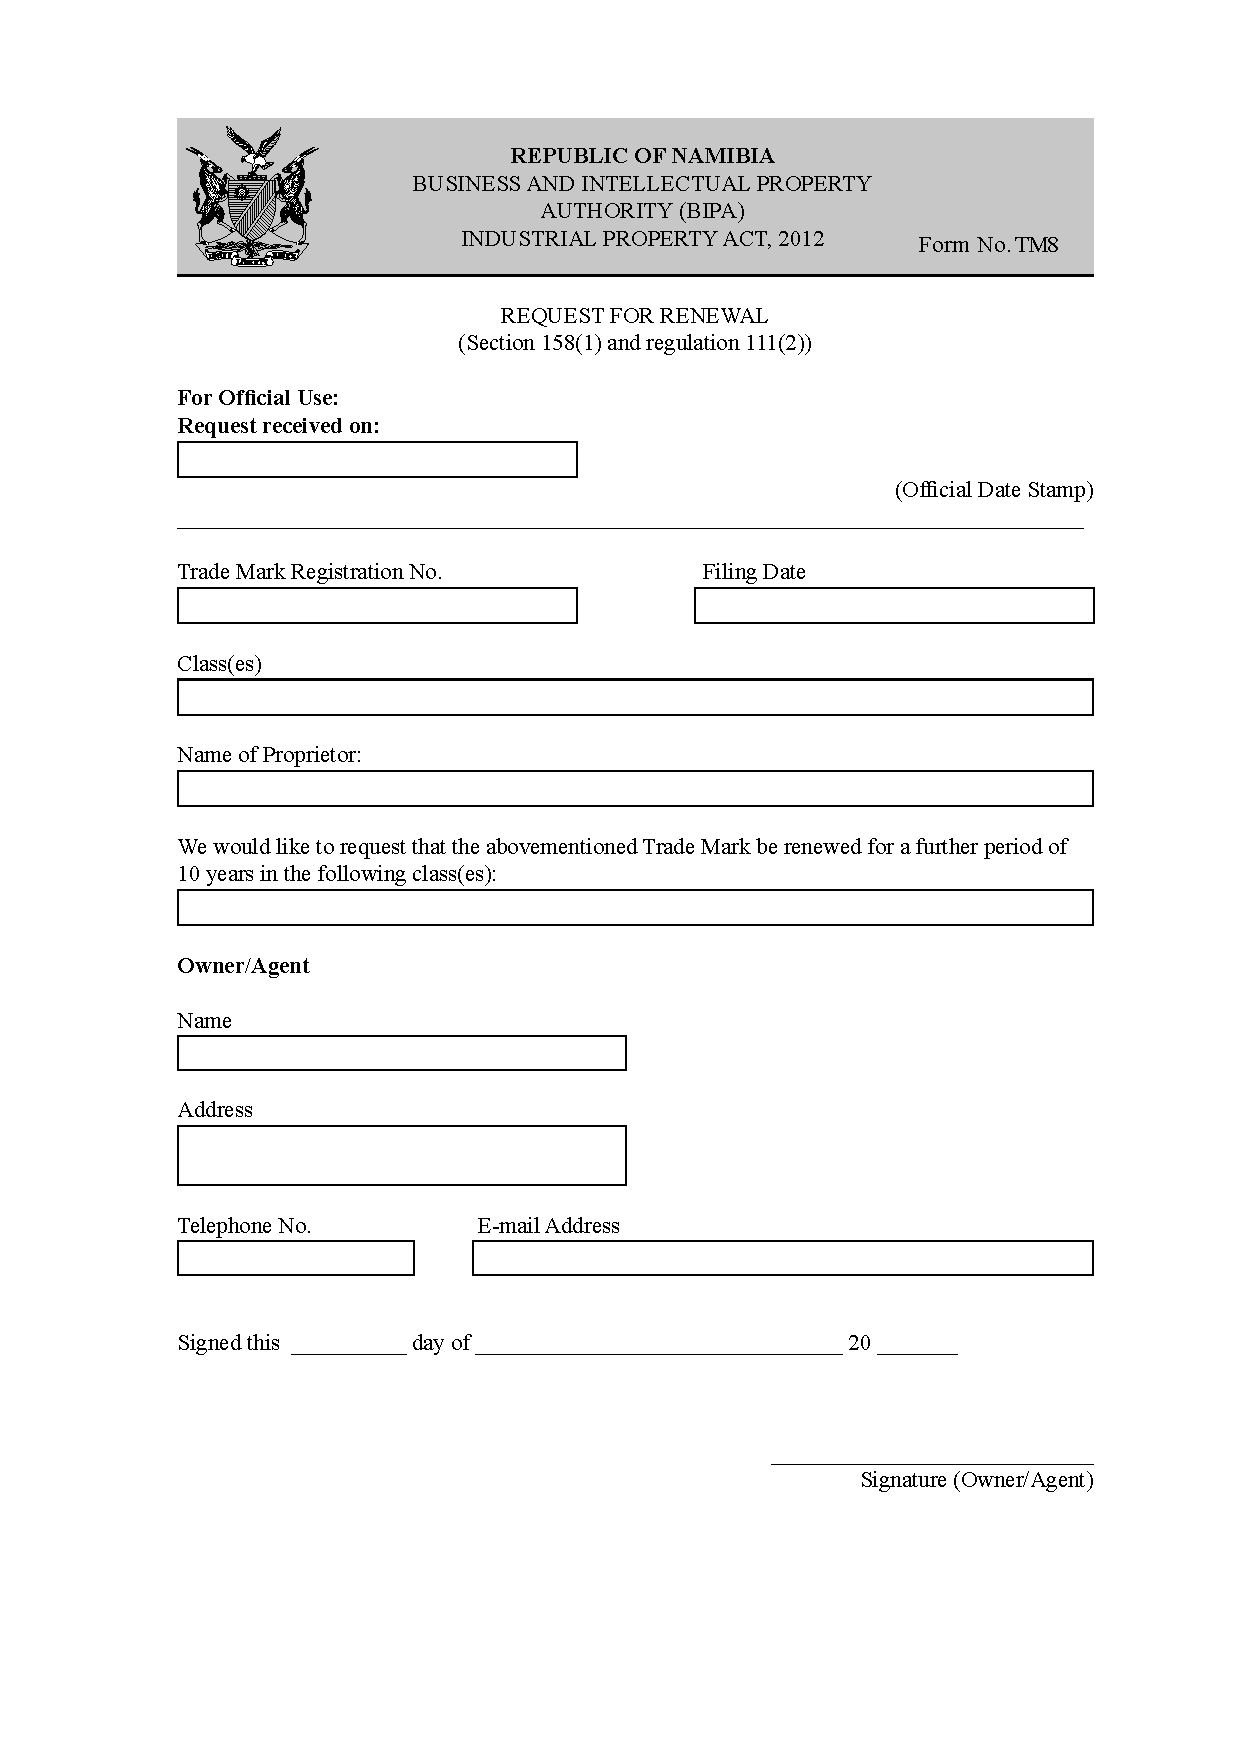 REPUBLIC OF NAMIBIA
BUSINESS AND INTELLECTUAL PROPERTY
AUTHORITY (BIPA)
INDUSTRIAL PROPERTY ACT, 2012
Form No. TM8
REQUEST FOR RENEWAL
(Section 158(1) and regulation 111(2))
For Official Use:
Request received on:
(Official Date Stamp)
Trade Mark Registration No. Filing Date
Class(es)
Name of Proprietor:
We would like to request that the abovementioned Trade Mark be renewed for a further period of
10 years in the following class(es):
Owner/Agent
Name
Address
Telephone No. E-mail Address
Signed this __________ day of ________________________________ 20 _______
Signature (Owner/Agent)